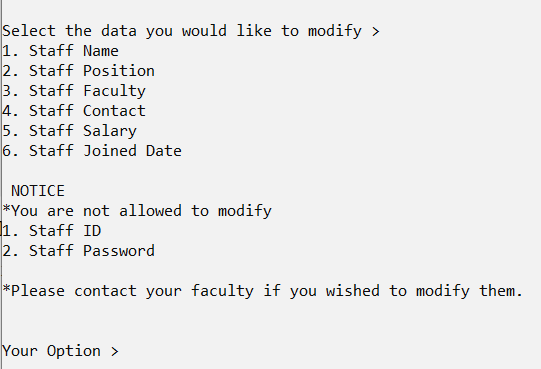 Select the data you would like to modify >
1. Staff Name
2. Staff Position
3. Staff Faculty
4. Staff Contact
5. Staff Salary
6. Staff Joined Date
NOTICE
*You are not allowed to modify
1. Staff ID
2. Staff Password
*Please contact your faculty if you wished to modify them.
Your Option >